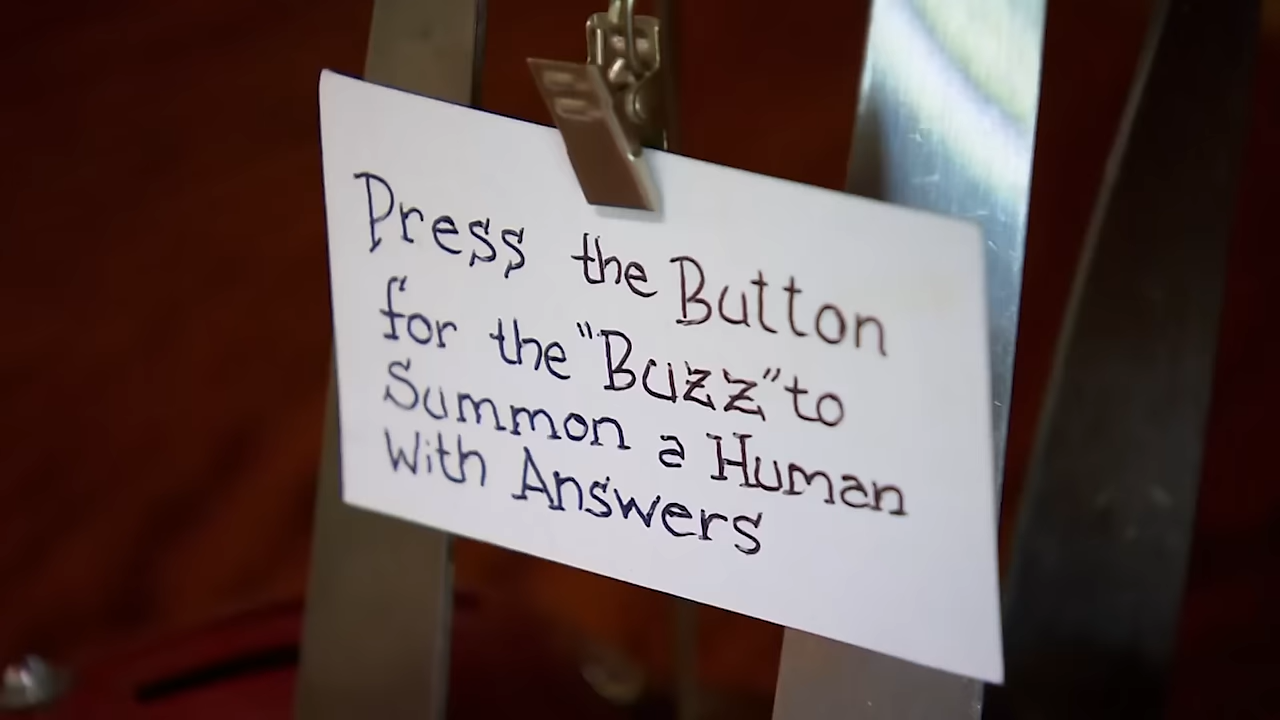 Press the Button
for the "Buzz" to
Summon a Human
With Answers